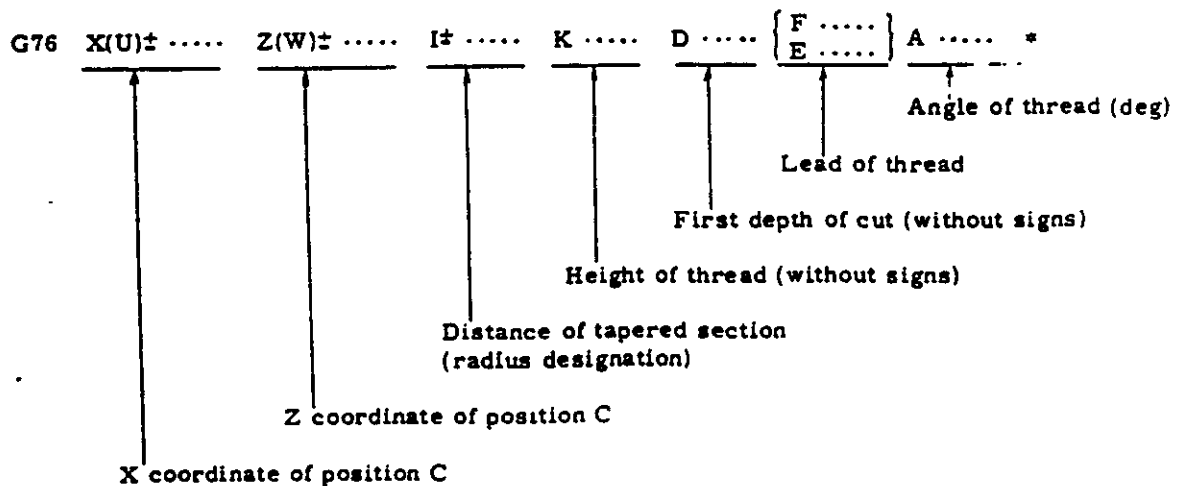 G76 X(U)± ····· Z(W)± ····· I± ····· K ····· D ····· { F ····· E ····· } A ····· *
Angle of thread (deg)
Lead of thread
First depth of cut (without signs)
Height of thread (without signs)
Distance of tapered section
(radius designation)
Z coordinate of position C
X coordinate of position C